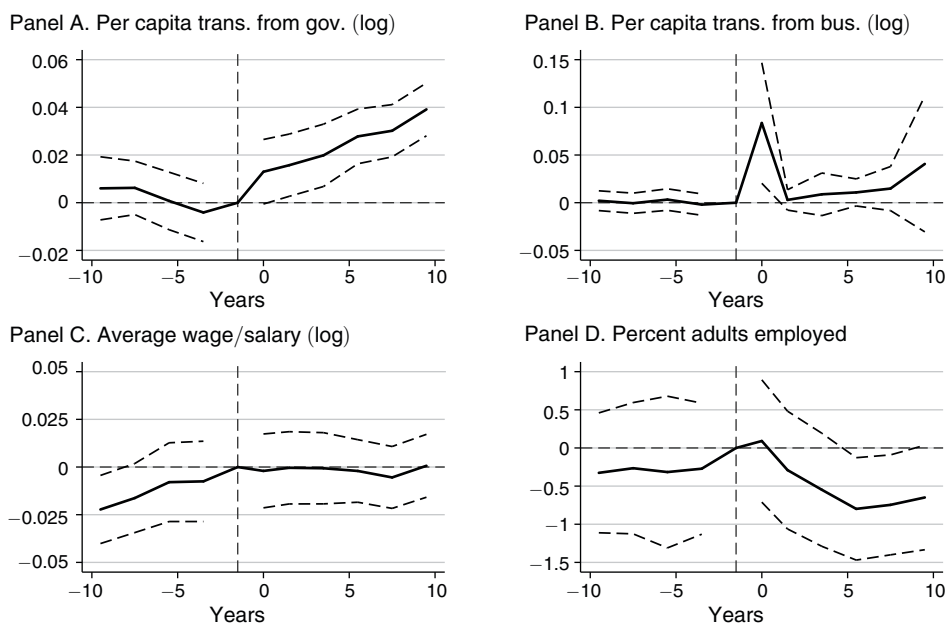 Panel A. Per capita trans. from gov. (log)
0.06
0.04
0.02
0
−0.02
−10 −5 0 5 10
Years
Panel B. Per capita trans. from bus. (log)
0.15
0.1
0.05
0
−0.05
−10 −5 0 5 10
Years
Panel C. Average wage/salary (log)
0.05
0.025
0
−0.025
−0.05
−10 −5 0 5 10
Years
Panel D. Percent adults employed
1
0.5
0
−0.5
−1
−1.5
−10 −5 0 5 10
Years